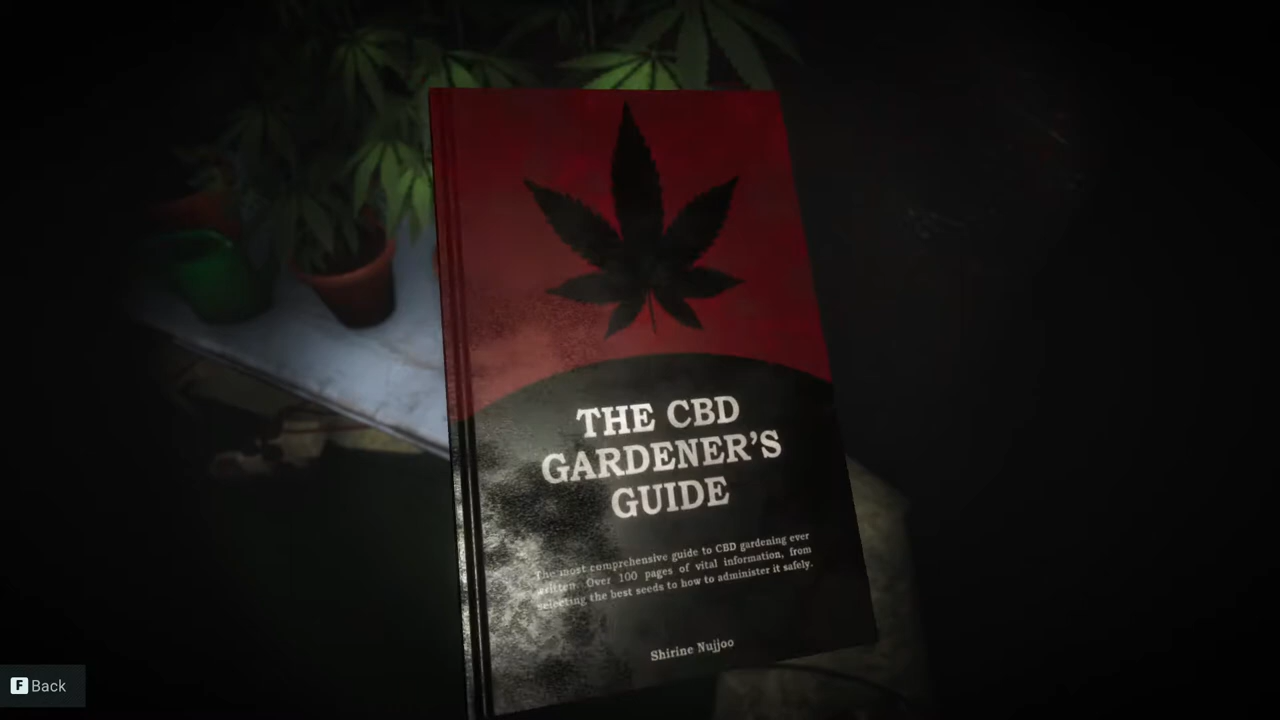 THE CBD
GARDENER'S
GUIDE
The most comprehensive guide to CBD gardening ever
written. Over 100 pages of vital information, from
selecting the best seeds to how to administer it safely.
Shirine Nujjoo
F Back